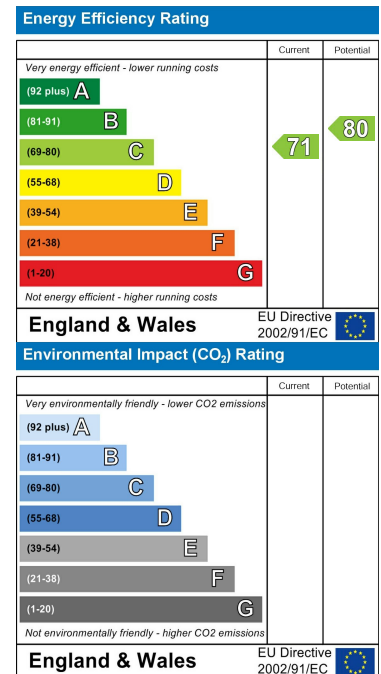 Energy Efficiency Rating
Current Potential
Very energy efficient - lower running costs
(92 plus) A
(81-91) B
(69-80) C
(55-68) D
(39-54) E
(21-38) F
(1-20) G
71
80
Not energy efficient - higher running costs
England & Wales
EU Directive
2002/91/EC
Environmental Impact (CO₂) Rating
Current Potential
Very environmentally friendly - lower CO2 emissions
(92 plus) A
(81-91) B
(69-80) C
(55-68) D
(39-54) E
(21-38) F
(1-20) G
Not environmentally friendly - higher CO2 emissions
England & Wales
EU Directive
2002/91/EC